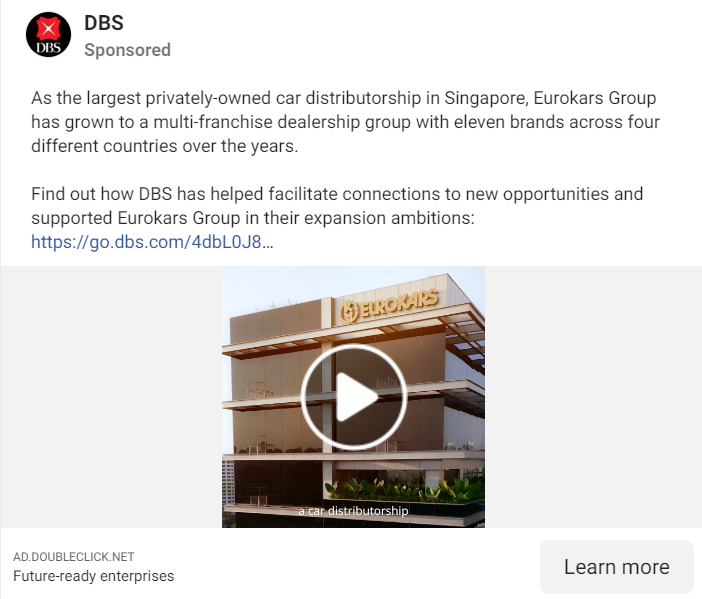 DBS
DBS
Sponsored
As the largest privately-owned car distributorship in Singapore, Eurokars Group
has grown to a multi-franchise dealership group with eleven brands across four
different countries over the years.
Find out how DBS has helped facilitate connections to new opportunities and
supported Eurokars Group in their expansion ambitions:
https://go.dbs.com/4dbL0J8...
EUROKARS
a car distributorship
AD.DOUBLECLICK.NET
Future-ready enterprises
Learn more